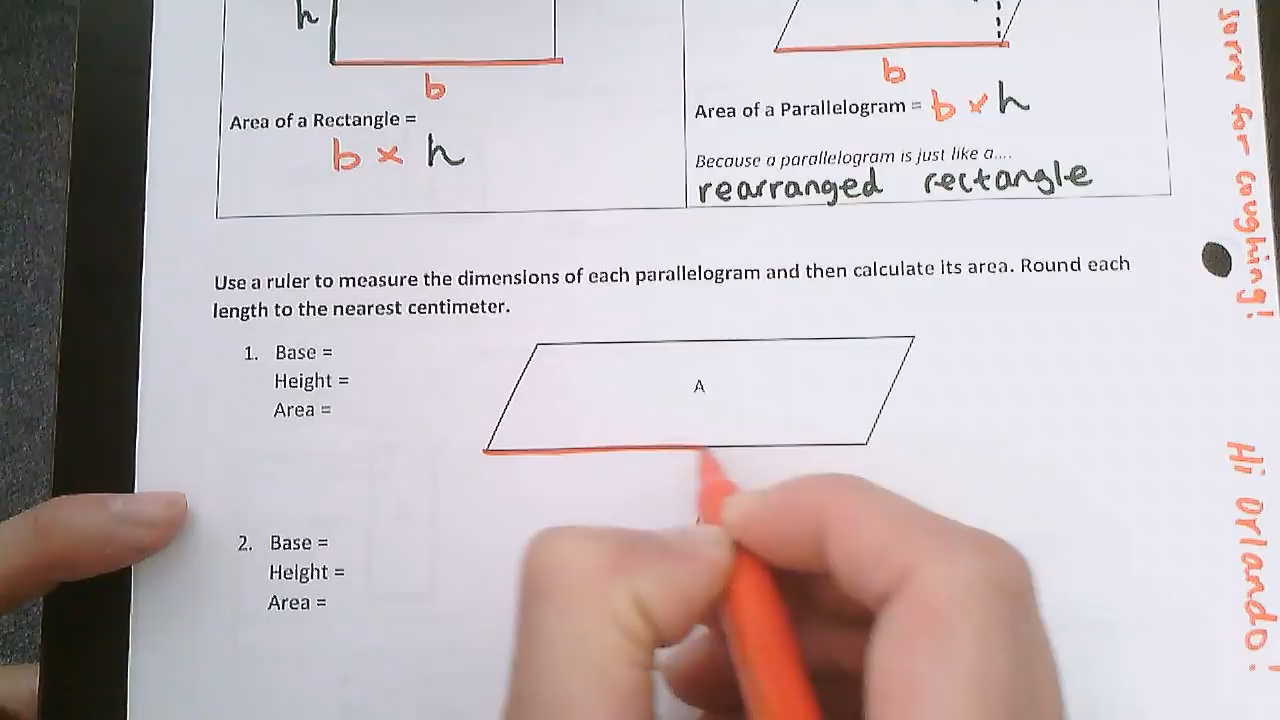 h
b
b
Area of a Rectangle =
b x h
Area of a Parallelogram = b x h
Because a parallelogram is just like a....
rearranged rectangle
Use a ruler to measure the dimensions of each parallelogram and then calculate its area. Round each
length to the nearest centimeter.
1. Base =
Height =
Area =
A
2. Base =
Height =
Area =
sorry for coughing!
Hi Orlando!